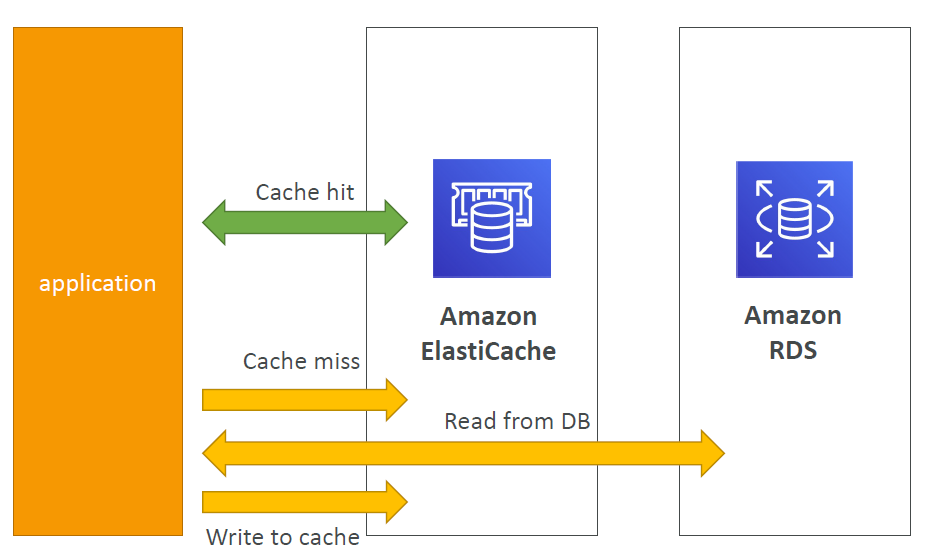 Cache hit
application
Amazon
ElastiCache
Amazon
RDS
Cache miss
Read from DB
Write to cache